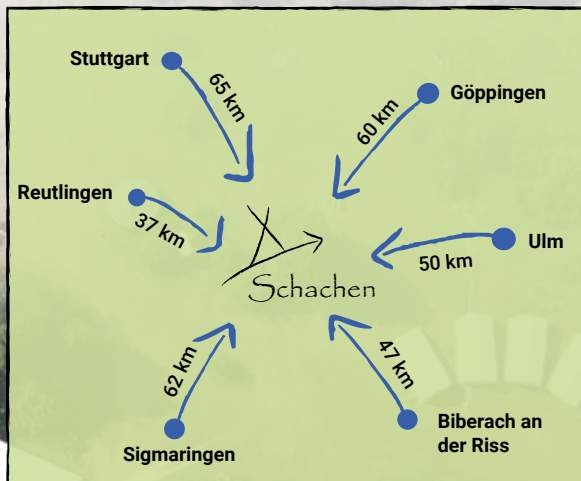 Stuttgart
65 km
Göppingen
60 km
Reutlingen
37 km
Ulm
50 km
Schachen
62 km
Sigmaringen
47 km
Biberach an
der Riss